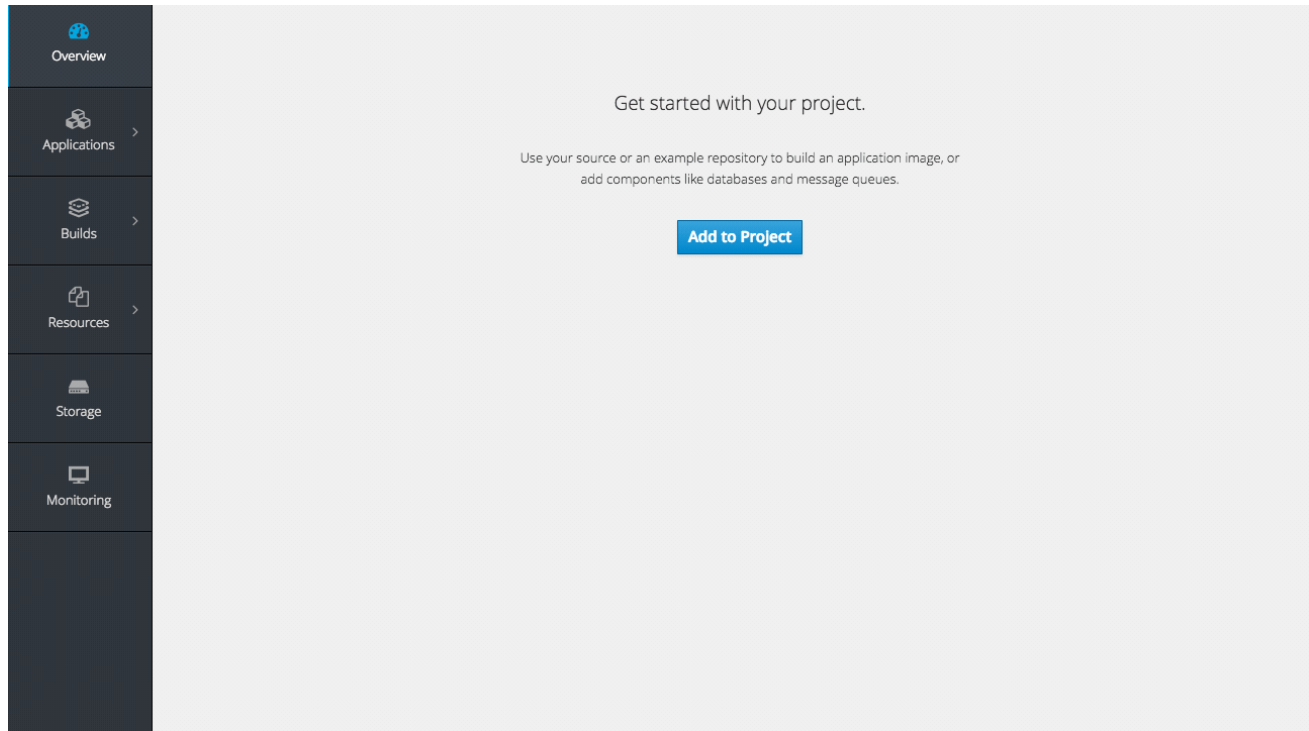 Overview
Applications
Builds
Resources
Storage
Monitoring
Get started with your project.
Use your source or an example repository to build an application image, or
add components like databases and message queues.
Add to Project